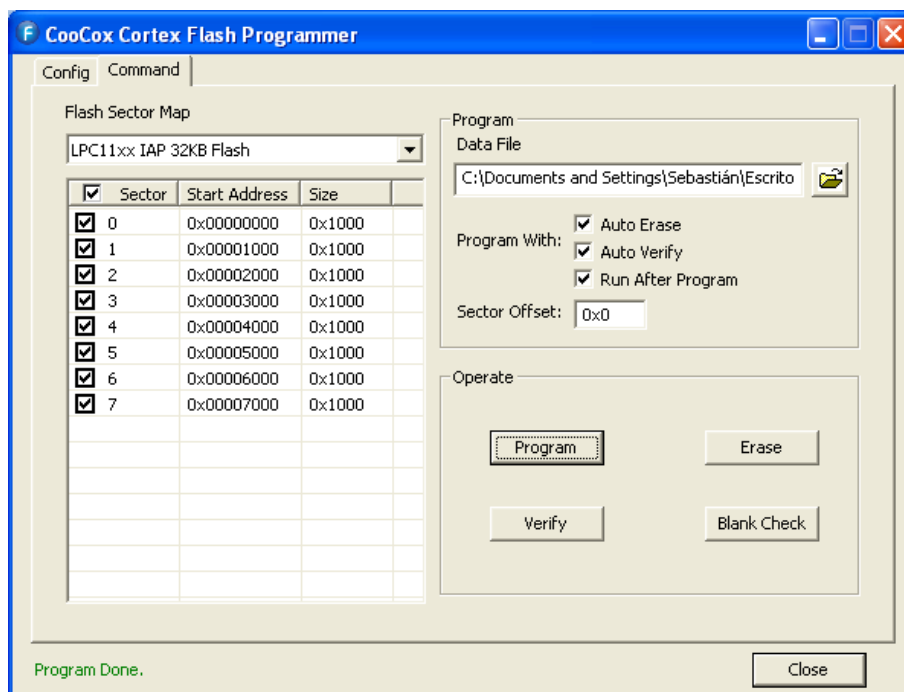 CooCox Cortex Flash Programmer
Config Command
Flash Sector Map
LPC11xx IAP 32KB Flash
Sector Start Address Size
0 0x00000000 0x1000
1 0x00001000 0x1000
2 0x00002000 0x1000
3 0x00003000 0x1000
4 0x00004000 0x1000
5 0x00005000 0x1000
6 0x00006000 0x1000
7 0x00007000 0x1000
Program
Data File
C:\Documents and Settings\Sebastián\Escrito
Program With:
Auto Erase
Auto Verify
Run After Program
Sector Offset: 0x0
Operate
Program Erase
Verify Blank Check
Program Done.
Close